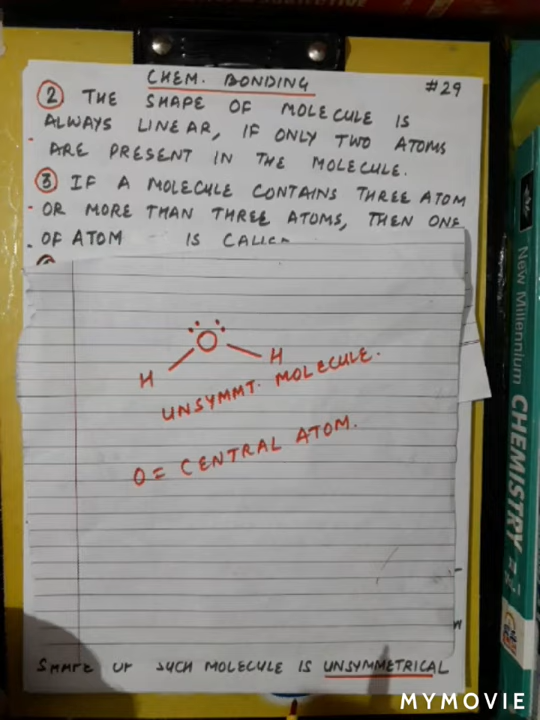 CHEM. BONDING
#29
② THE SHAPE OF MOLECULE IS
ALWAYS LINEAR, IF ONLY TWO ATOMS
ARE PRESENT IN THE MOLECULE.
③ IF A MOLECULE CONTAINS THREE ATOM
OR MORE THAN THREE ATOMS, THEN ONE
OF ATOM IS
O
H H
UNSYMMT. MOLECULE.
O = CENTRAL ATOM.
SHAPE OF SUCH MOLECULE IS UNSYMMETRICAL
New Millennium CHEMISTRY
MYMOVIE